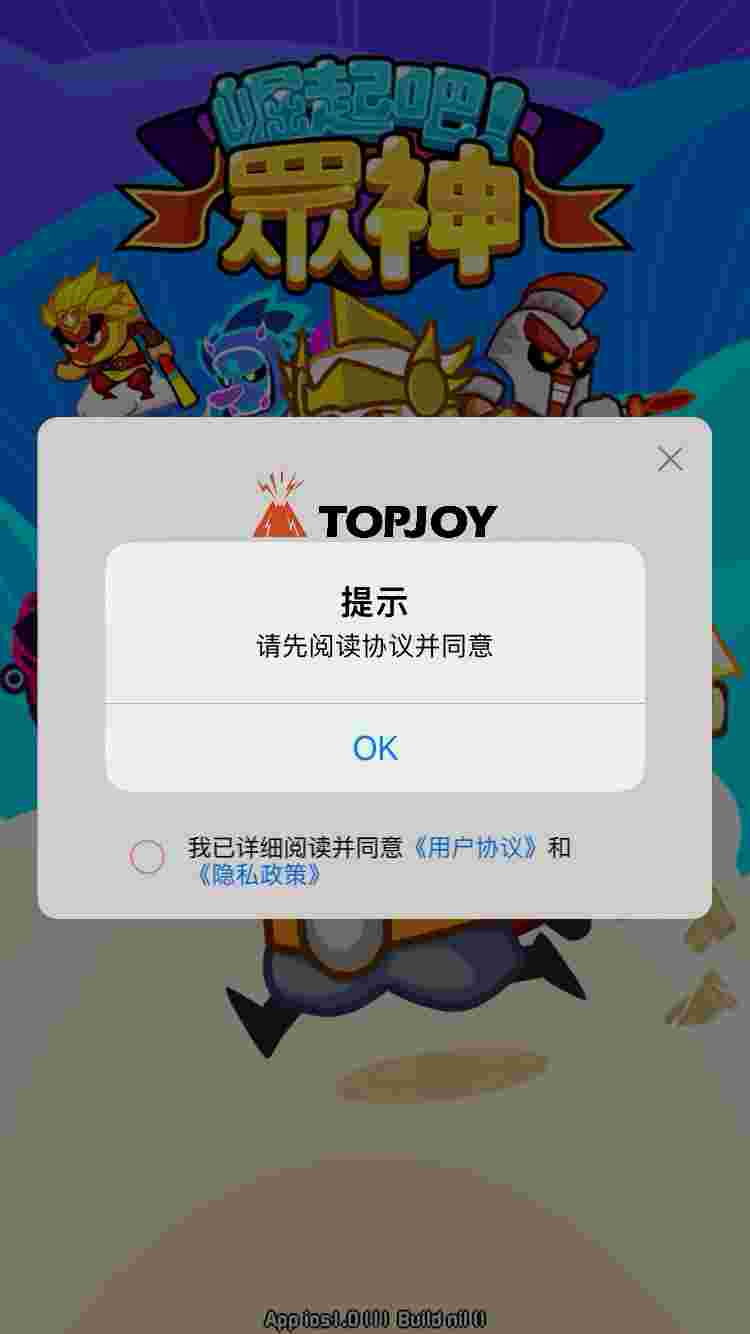 崛起吧!
眾神
TOPJOY
提示
请先阅读协议并同意
OK
我已详细阅读并同意《用户协议》和
《隐私政策》
App ios1.0 ( ) Build nil ()